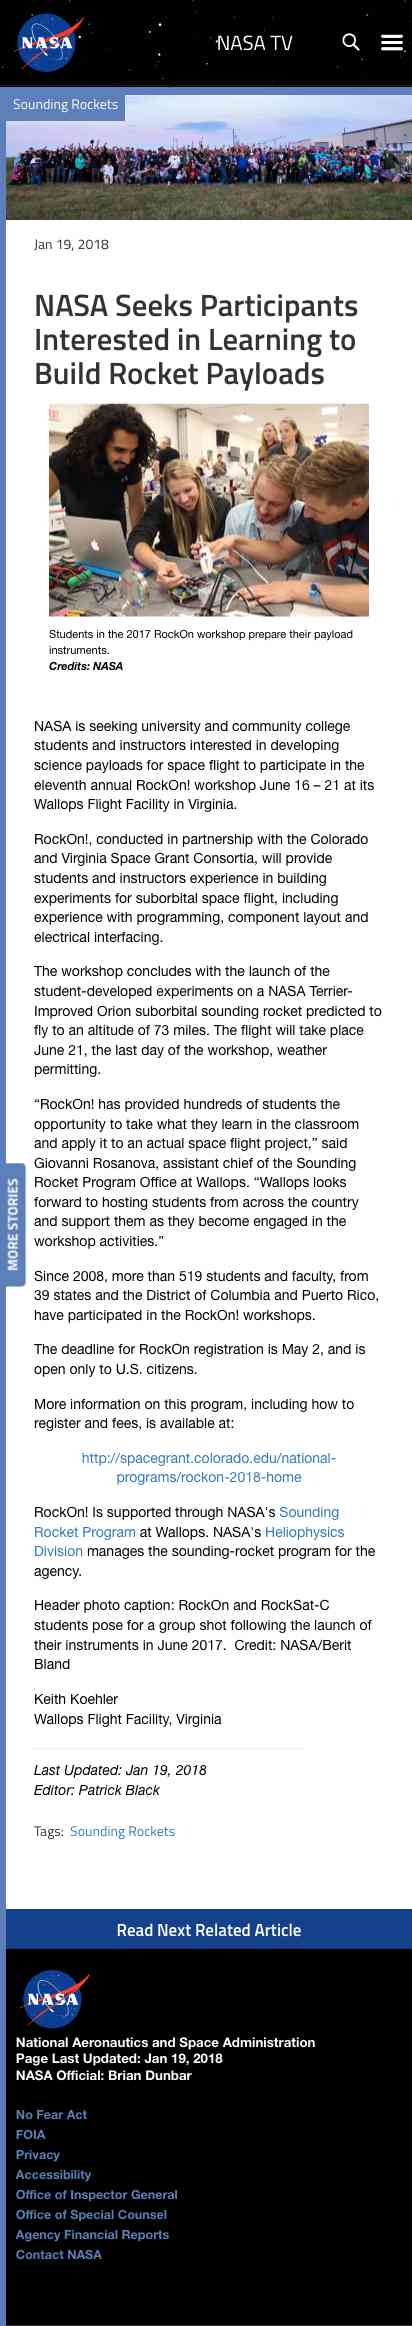 NASA
NASA TV
Sounding Rockets
Jan 19, 2018
NASA Seeks Participants
Interested in Learning to
Build Rocket Payloads
Students in the 2017 RockOn workshop prepare their payload
instruments.
Credits: NASA
NASA is seeking university and community college
students and instructors interested in developing
science payloads for space flight to participate in the
eleventh annual RockOn! workshop June 16 – 21 at its
Wallops Flight Facility in Virginia.
RockOn!, conducted in partnership with the Colorado
and Virginia Space Grant Consortia, will provide
students and instructors experience in building
experiments for suborbital space flight, including
experience with programming, component layout and
electrical interfacing.
The workshop concludes with the launch of the
student-developed experiments on a NASA Terrier-
Improved Orion suborbital sounding rocket predicted to
fly to an altitude of 73 miles. The flight will take place
June 21, the last day of the workshop, weather
permitting.
“RockOn! has provided hundreds of students the
opportunity to take what they learn in the classroom
and apply it to an actual space flight project,” said
Giovanni Rosanova, assistant chief of the Sounding
Rocket Program Office at Wallops. “Wallops looks
forward to hosting students from across the country
and support them as they become engaged in the
workshop activities.”
MORE STORIES
Since 2008, more than 519 students and faculty, from
39 states and the District of Columbia and Puerto Rico,
have participated in the RockOn! workshops.
The deadline for RockOn registration is May 2, and is
open only to U.S. citizens.
More information on this program, including how to
register and fees, is available at:
http://spacegrant.colorado.edu/national-
programs/rockon-2018-home
RockOn! Is supported through NASA's Sounding
Rocket Program at Wallops. NASA's Heliophysics
Division manages the sounding-rocket program for the
agency.
Header photo caption: RockOn and RockSat-C
students pose for a group shot following the launch of
their instruments in June 2017.  Credit: NASA/Berit
Bland
Keith Koehler
Wallops Flight Facility, Virginia
Last Updated: Jan 19, 2018
Editor: Patrick Black
Tags: Sounding Rockets
Read Next Related Article
NASA
National Aeronautics and Space Administration
Page Last Updated: Jan 19, 2018
NASA Official: Brian Dunbar
No Fear Act
FOIA
Privacy
Accessibility
Office of Inspector General
Office of Special Counsel
Agency Financial Reports
Contact NASA